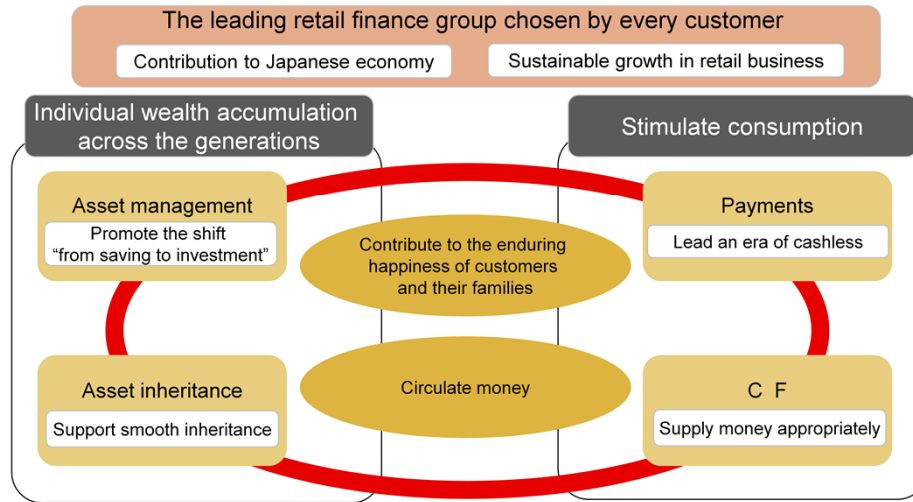 The leading retail finance group chosen by every customer
Contribution to Japanese economy
Sustainable growth in retail business
Individual wealth accumulation
across the generations
Stimulate consumption
Asset management
Promote the shift
“from saving to investment”
Payments
Lead an era of cashless
Contribute to the enduring
happiness of customers
and their families
Asset inheritance
Support smooth inheritance
Circulate money
C F
Supply money appropriately